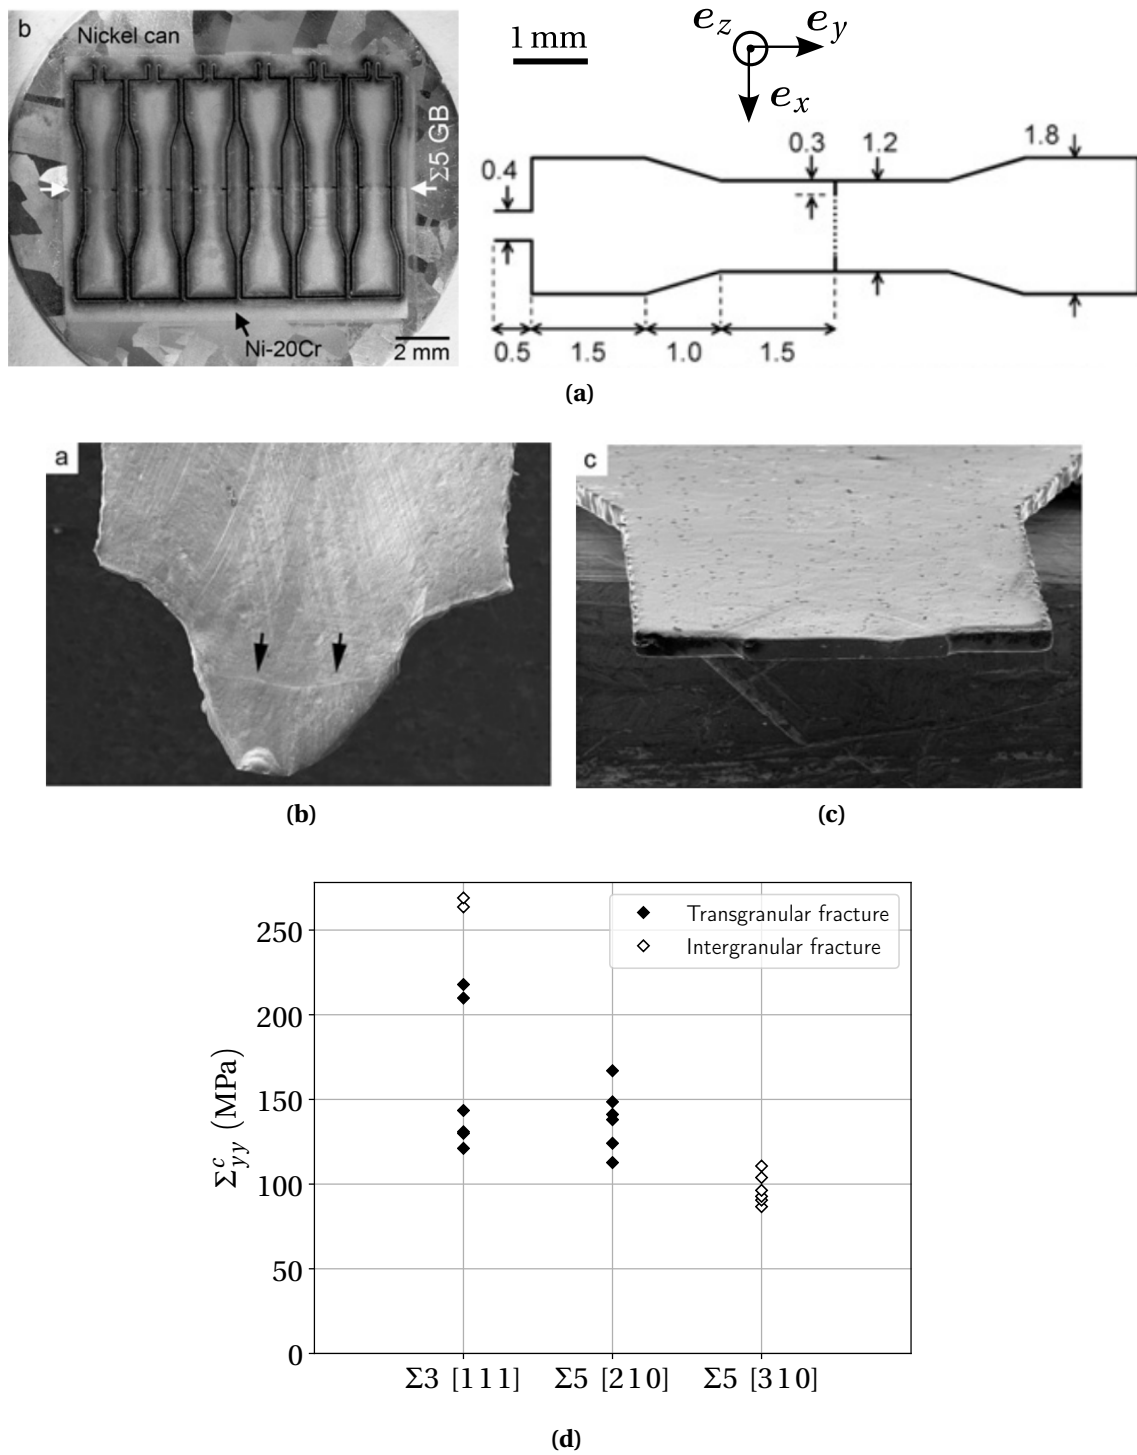 b
Nickel can
Σ5 GB
Ni-20Cr
2 mm
1 mm
e_z
e_y
e_x
0.4
0.3
1.2
1.8
0.5
1.5
1.0
1.5
(a)
a
(b)
c
(c)
Σ^c_yy (MPa)
250
200
150
100
50
0
Transgranular fracture
Intergranular fracture
Σ3 [1 1 1]
Σ5 [2 1 0]
Σ5 [3 1 0]
(d)